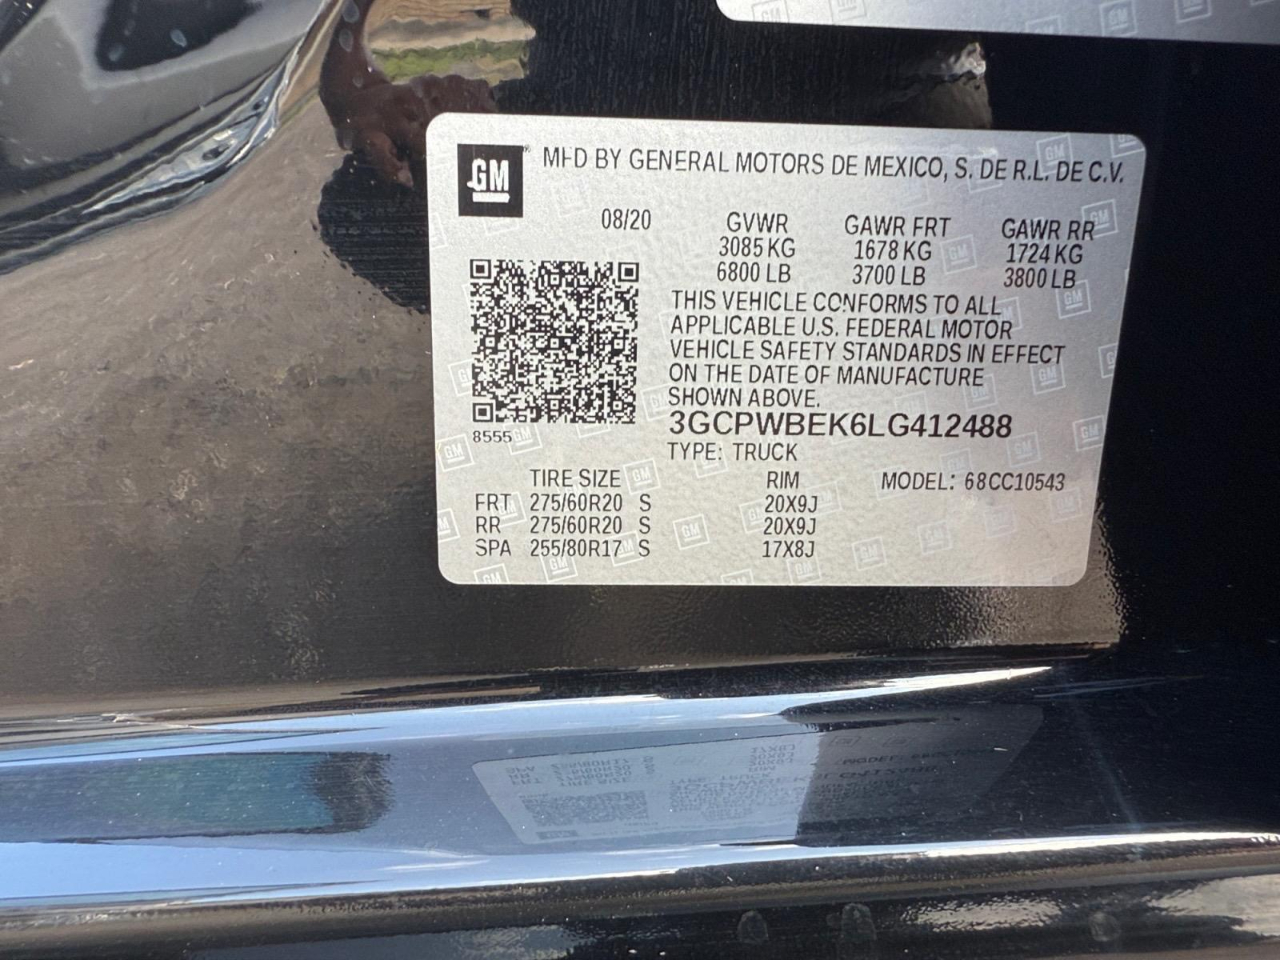 GM
MFD BY GENERAL MOTORS DE MEXICO, S. DE R.L. DE C.V.
08/20 GVWR GAWR FRT GAWR RR
3085 KG 1678 KG 1724 KG
6800 LB 3700 LB 3800 LB
THIS VEHICLE CONFORMS TO ALL
APPLICABLE U.S. FEDERAL MOTOR
VEHICLE SAFETY STANDARDS IN EFFECT
ON THE DATE OF MANUFACTURE
SHOWN ABOVE.
3GCPWBEK6LG412488
8555
TYPE: TRUCK
TIRE SIZE RIM MODEL: 68CC10543
FRT 275/60R20 S 20X9J
RR 275/60R20 S 20X9J
SPA 255/80R17 S 17X8J